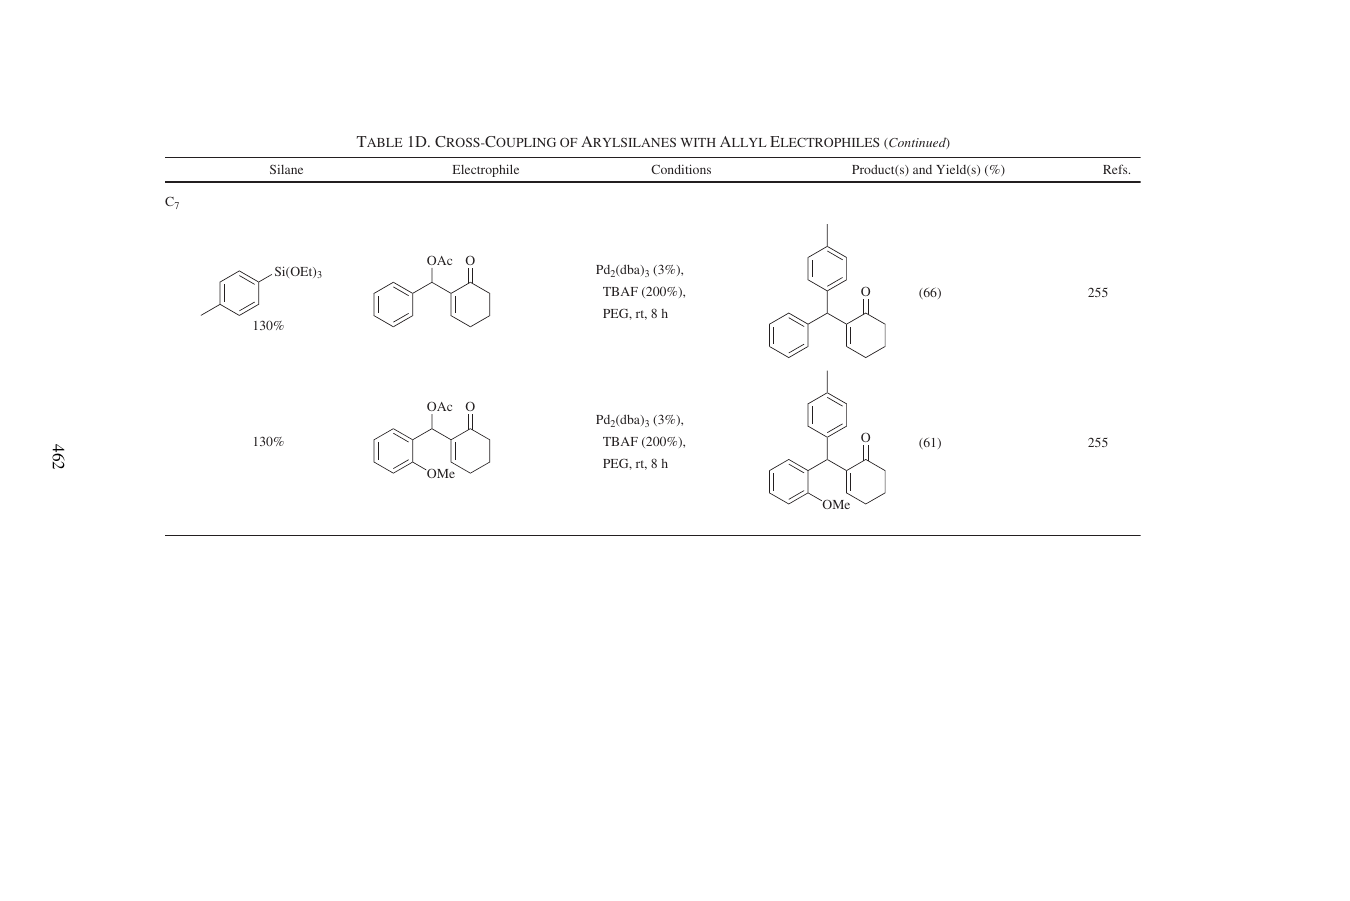 TABLE 1D. CROSS-COUPLING OF ARYLSILANES WITH ALLYL ELECTROPHILES (Continued)
Silane Electrophile Conditions Product(s) and Yield(s) (%) Refs.
C7
Si(OEt)3
130%
OAc O
Pd2(dba)3 (3%),
TBAF (200%),
PEG, rt, 8 h
O
(66)
255
130%
OAc O
OMe
Pd2(dba)3 (3%),
TBAF (200%),
PEG, rt, 8 h
O
OMe
(61)
255
462